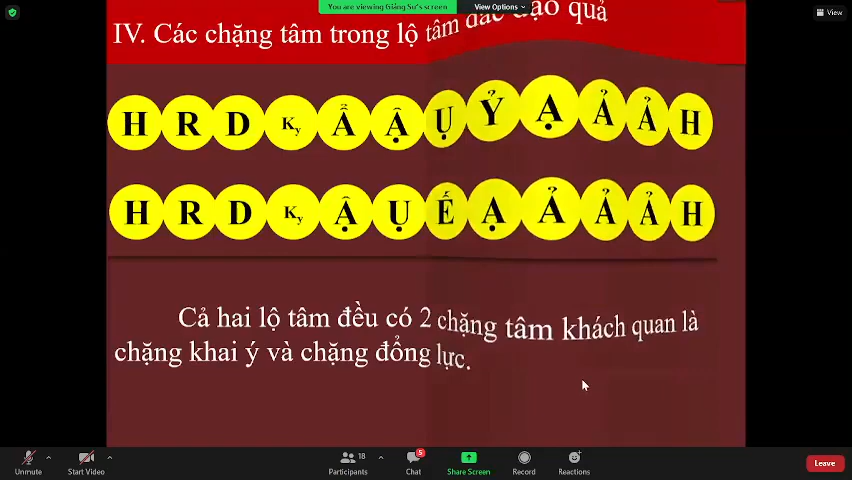 You are viewing Giảng Sư's screen
View Options
View
IV. Các chặng tâm trong lộ tâm đắc đạo quả
H R D Ky Ẩ Ậ Ụ Ỷ Ạ Ả Ả H
H R D Ky Ậ Ụ Ế Ạ Ả Ả Ả H
Cả hai lộ tâm đều có 2 chặng tâm khách quan là
chặng khai ý và chặng đổng lực.
Unmute
Start Video
18
Participants
5
Chat
Share Screen
Record
Reactions
Leave